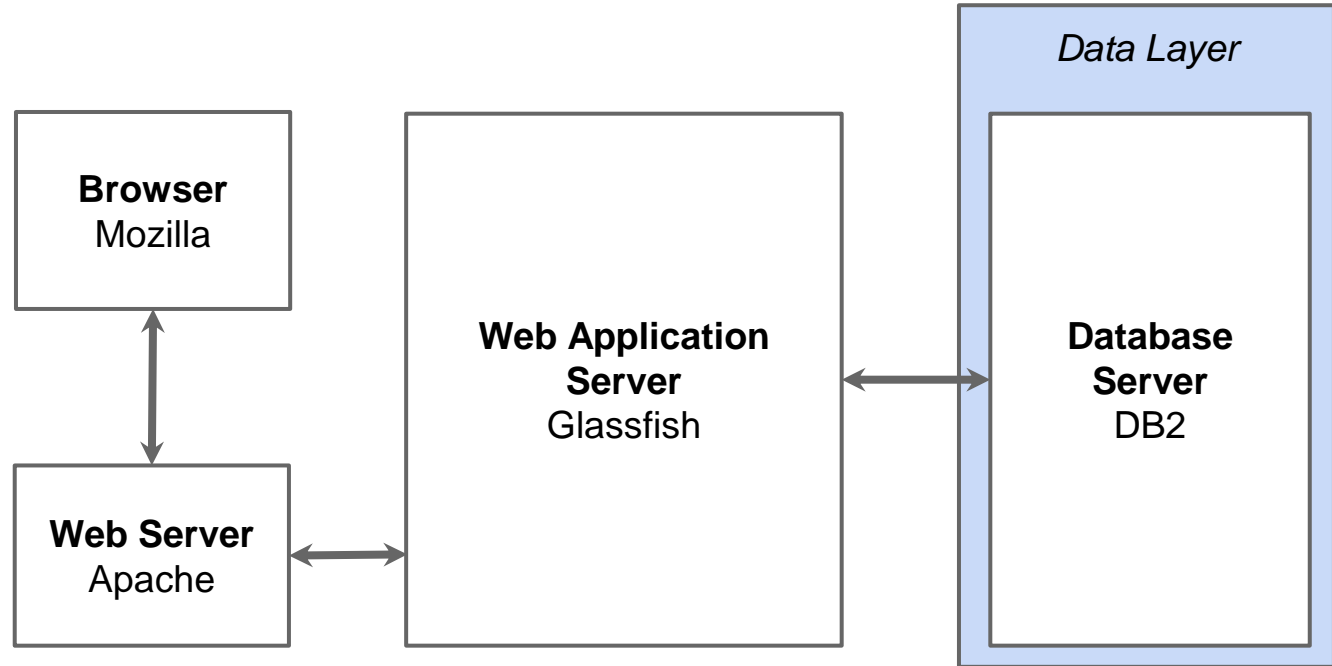 Data Layer
Browser
Mozilla
Web Application
Server
Glassfish
Database
Server
DB2
Web Server
Apache